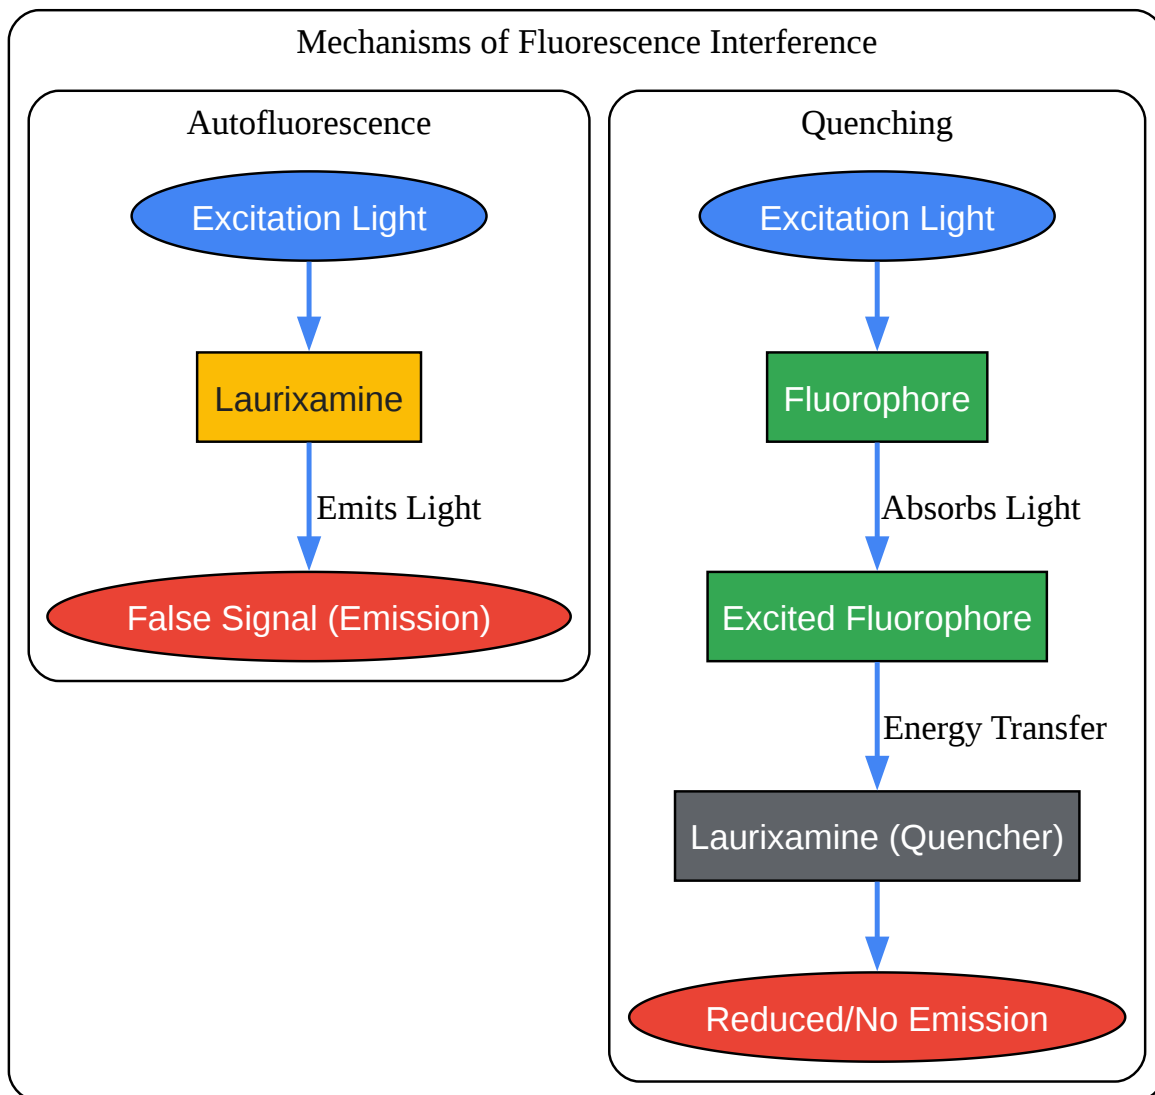 Mechanisms of Fluorescence Interference
Autofluorescence
Excitation Light
Laurixamine
Emits Light
False Signal (Emission)
Quenching
Excitation Light
Fluorophore
Absorbs Light
Excited Fluorophore
Energy Transfer
Laurixamine (Quencher)
Reduced/No Emission